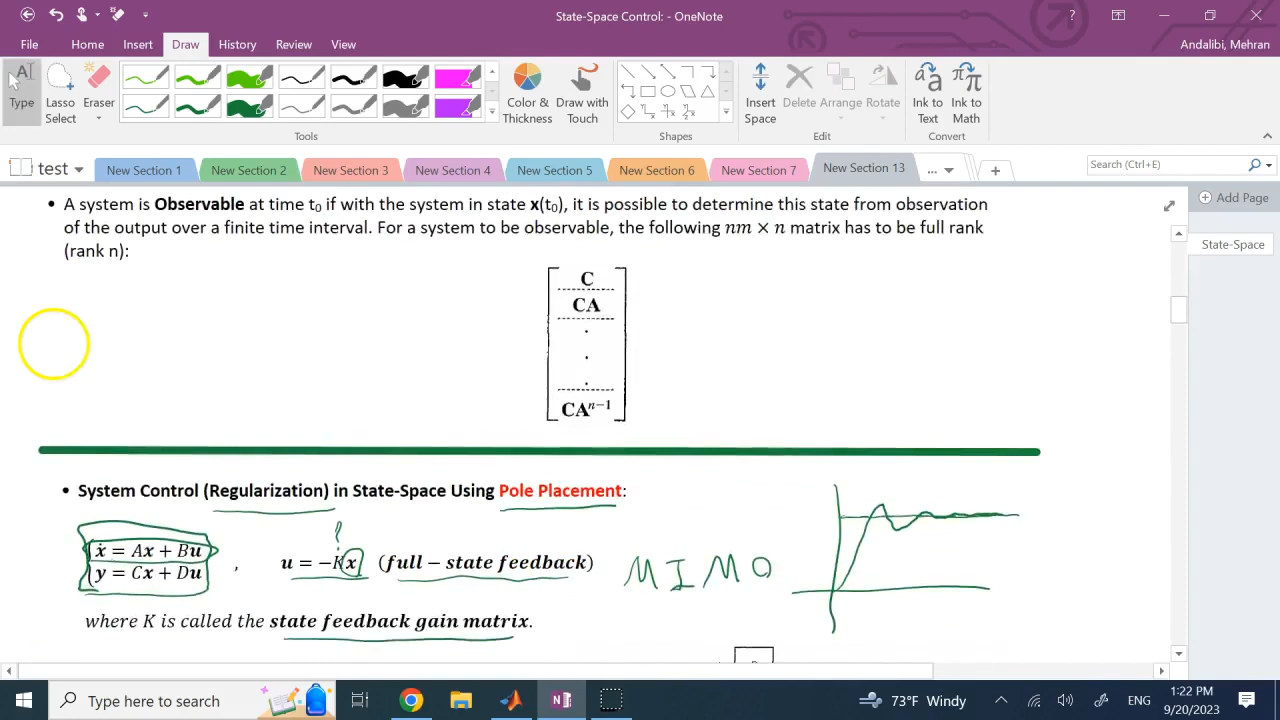 State-Space Control: - OneNote
?
File Home Insert Draw History Review View
Andalibi, Mehran
Type
Lasso Select
Eraser
Color & Thickness
Draw with Touch
Insert Space
Delete
Arrange
Rotate
Ink to Text
Ink to Math
Tools
Shapes
Edit
Convert
test
New Section 1 New Section 2 New Section 3 New Section 4 New Section 5 New Section 6 New Section 7 New Section 13 ...
Search (Ctrl+E)
Add Page
State-Space
• A system is Observable at time t₀ if with the system in state x(t₀), it is possible to determine this state from observation
of the output over a finite time interval. For a system to be observable, the following nm × n matrix has to be full rank
(rank n):
C
CA
.
.
.
CAⁿ⁻¹
• System Control (Regularization) in State-Space Using Pole Placement:
?
ẋ = Ax + Bu
y = Cx + Du
, u = −Kx (full − state feedback)
MIMO
where K is called the state feedback gain matrix.
Type here to search
73°F Windy
ENG
1:22 PM
9/20/2023